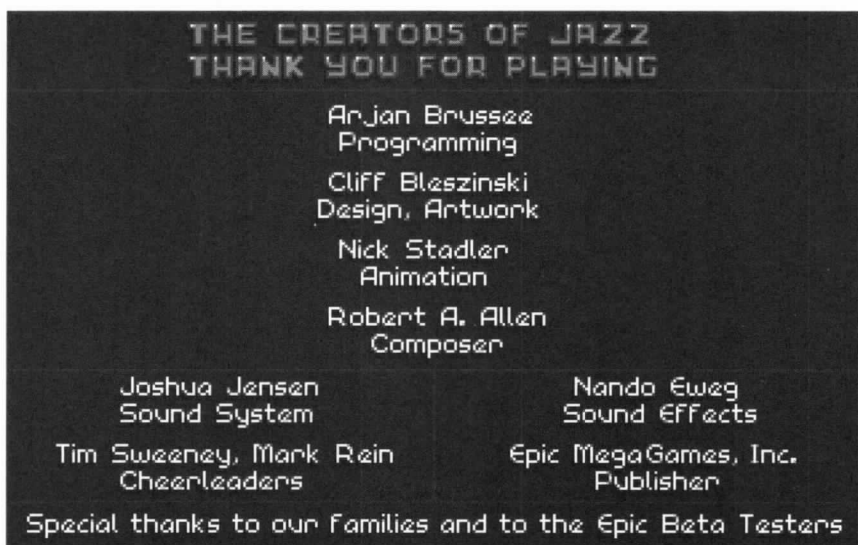 THE CREATORS OF JAZZ
THANK YOU FOR PLAYING
Arjan Brussee
Programming
Cliff Bleszinski
Design, Artwork
Nick Stadler
Animation
Robert A. Allen
Composer
Joshua Jensen
Sound System
Nando Eweg
Sound Effects
Tim Sweeney, Mark Rein
Cheerleaders
Epic MegaGames, Inc.
Publisher
Special thanks to our families and to the Epic Beta Testers